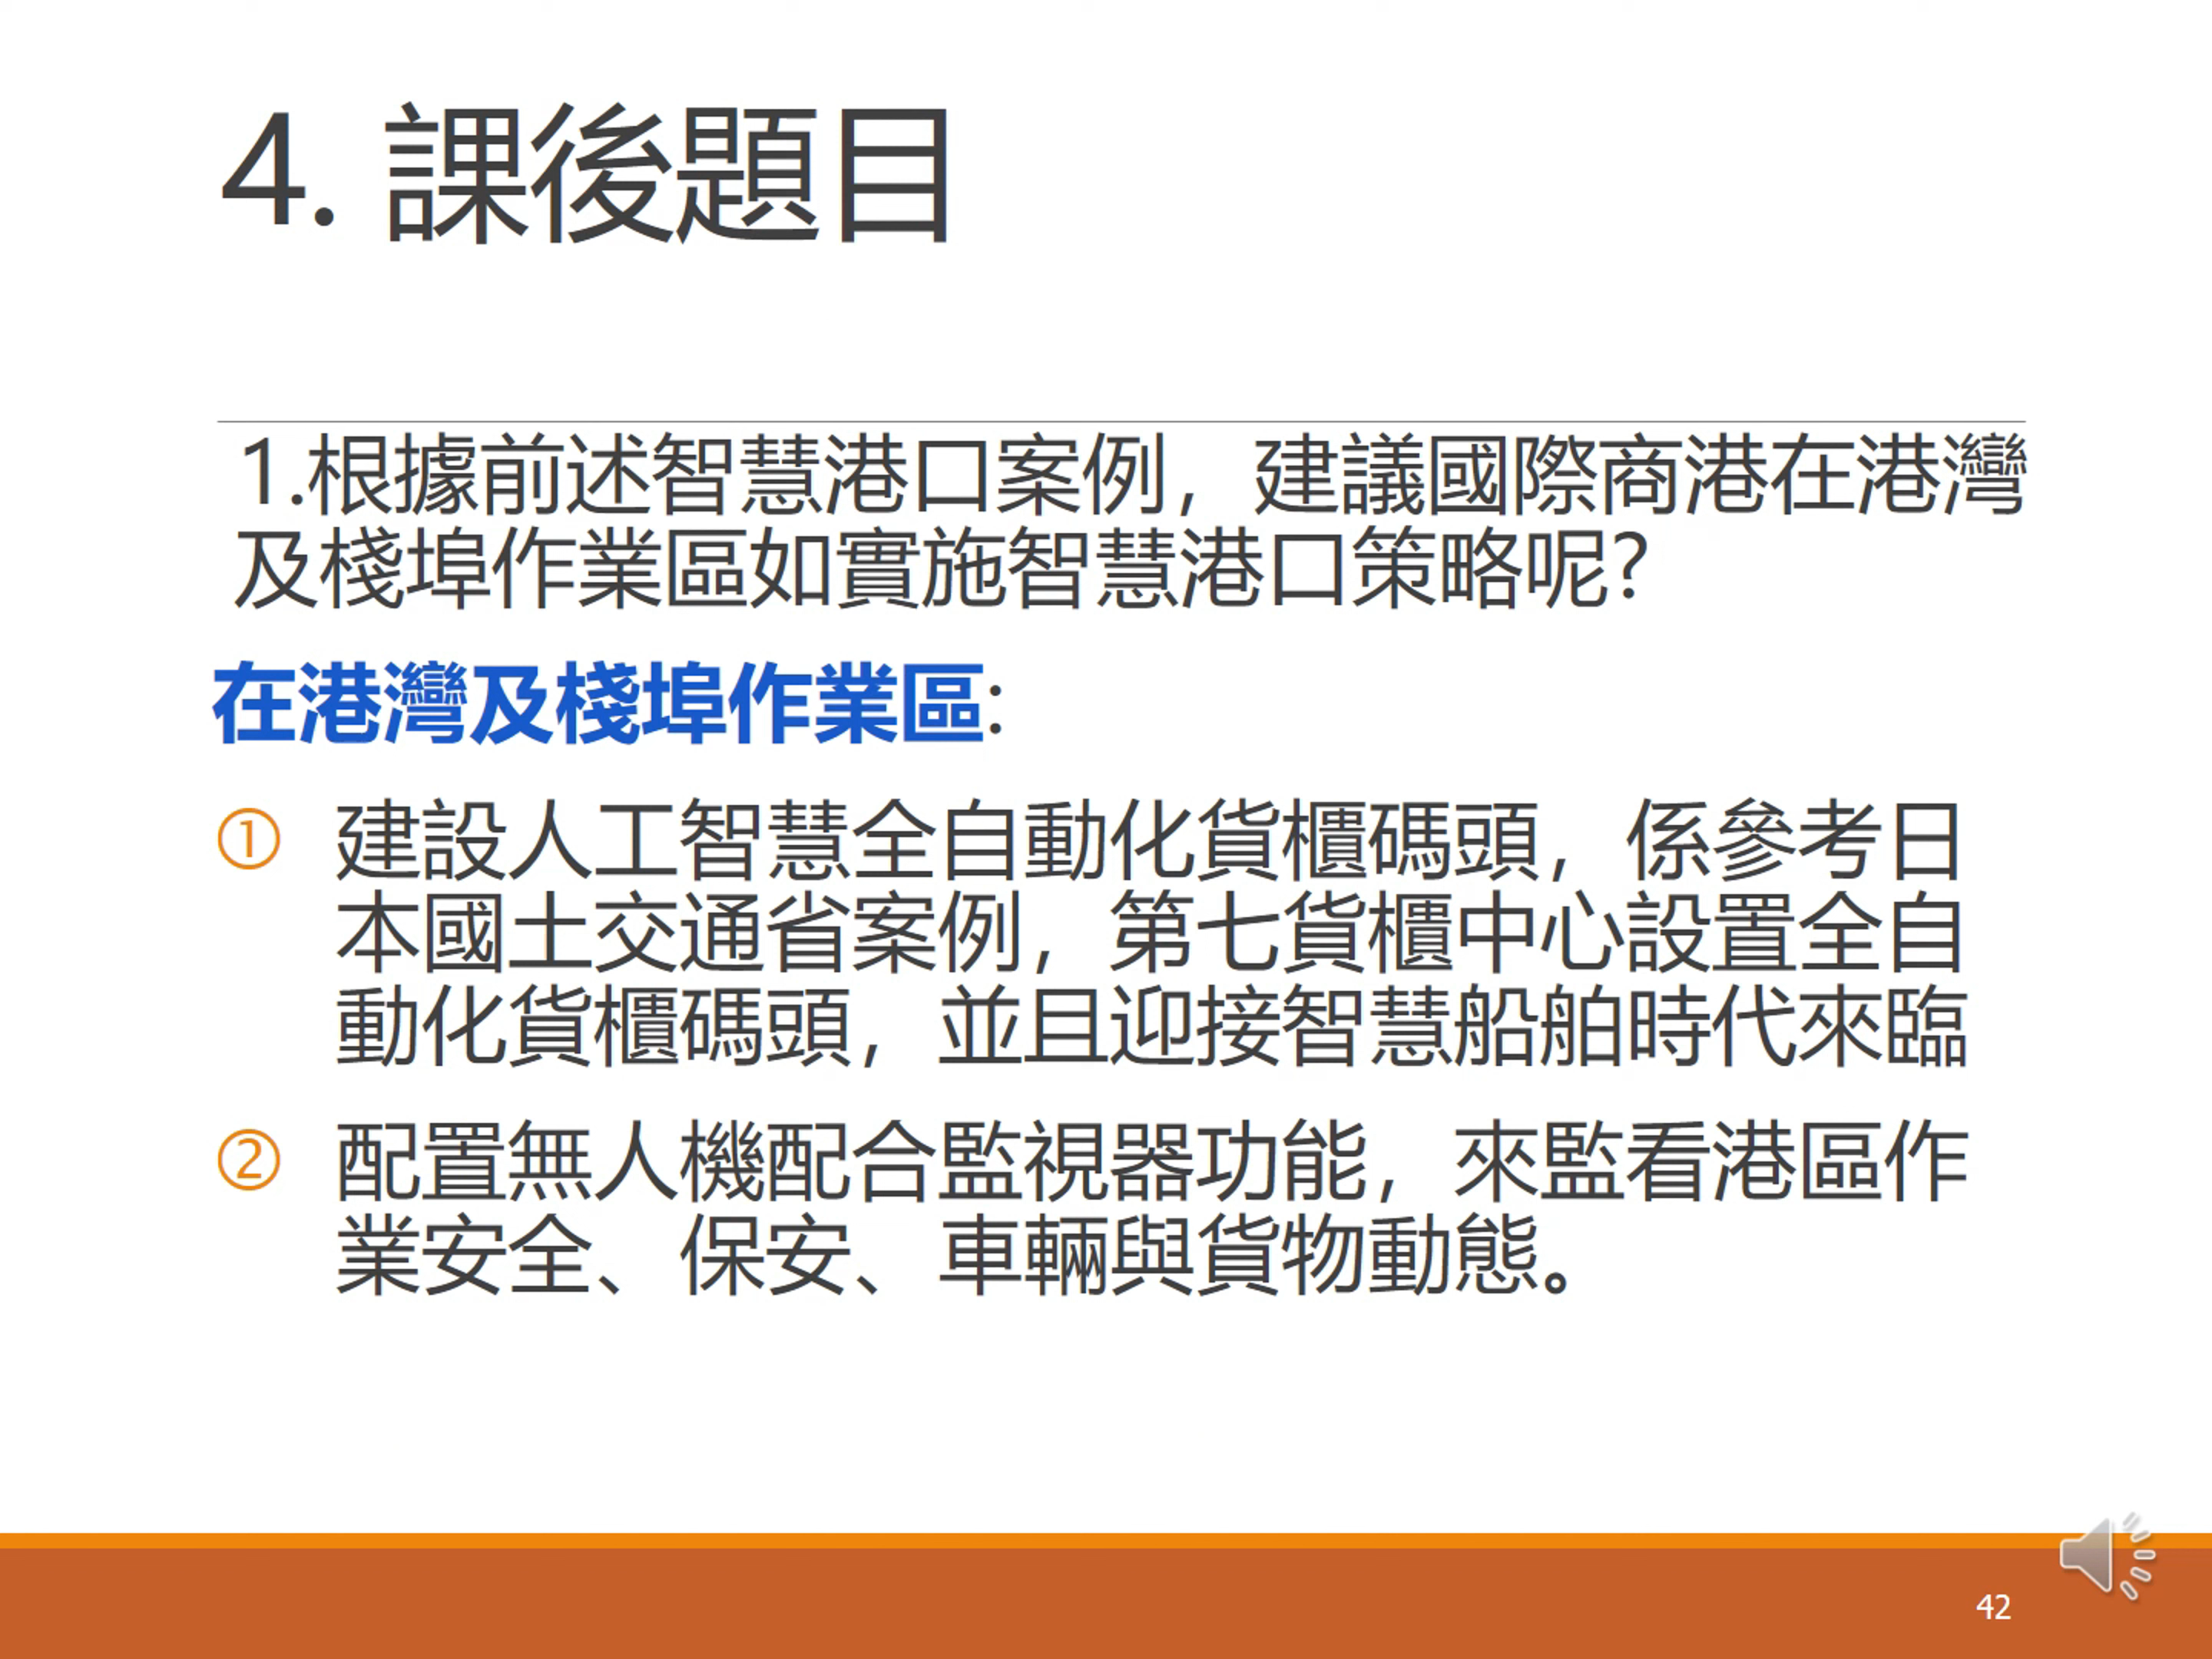 4. 課後題目
1.根據前述智慧港口案例，建議國際商港在港灣
及棧埠作業區如實施智慧港口策略呢?
在港灣及棧埠作業區:
① 建設人工智慧全自動化貨櫃碼頭，係參考日
本國土交通省案例，第七貨櫃中心設置全自
動化貨櫃碼頭，並且迎接智慧船舶時代來臨
② 配置無人機配合監視器功能，來監看港區作
業安全、保安、車輛與貨物動態。
42